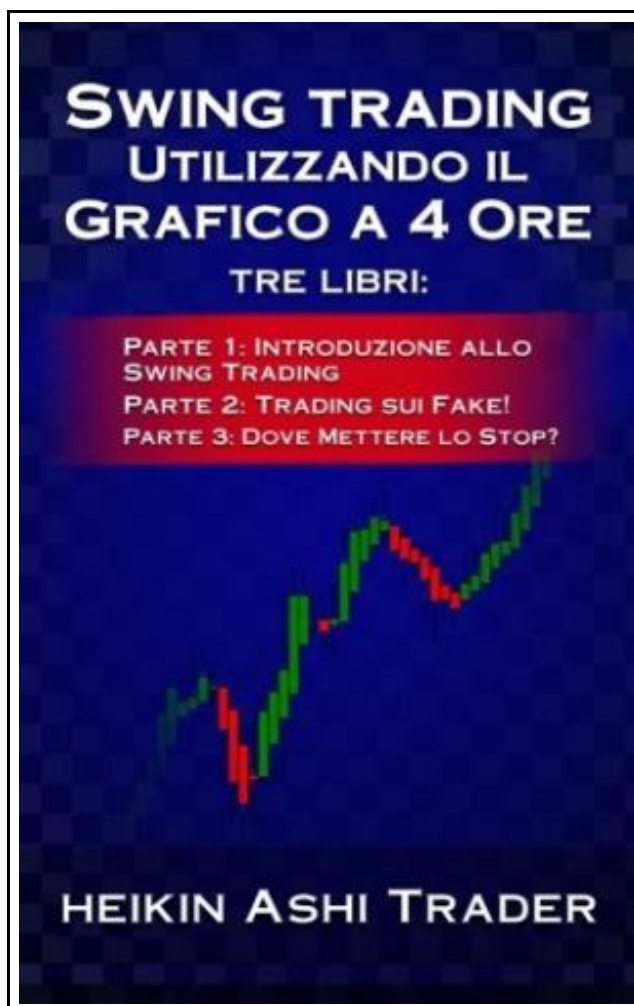 SWING TRADING
UTILIZZANDO IL
GRAFICO A 4 ORE
TRE LIBRI:
PARTE 1: INTRODUZIONE ALLO
SWING TRADING
PARTE 2: TRADING SUI FAKE!
PARTE 3: DOVE METTERE LO STOP?
HEIKIN ASHI TRADER